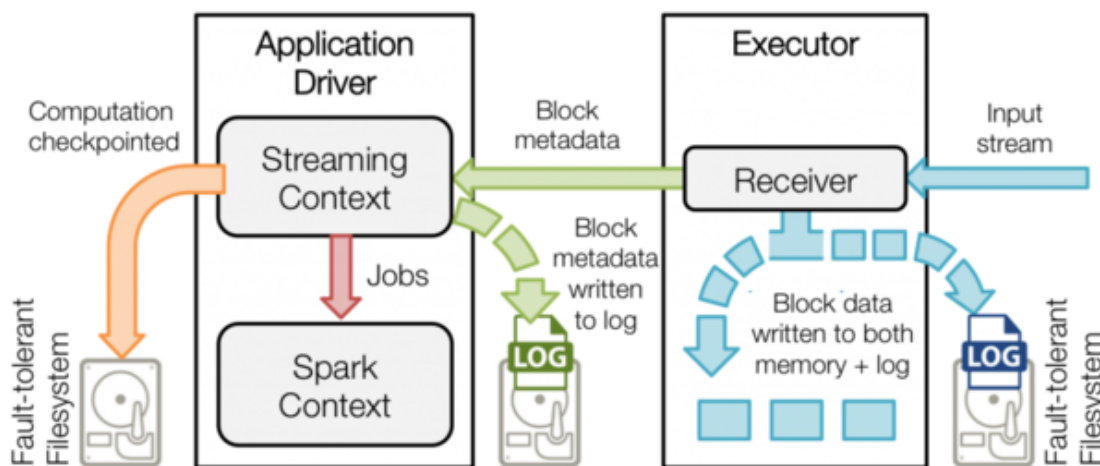 Application
Driver
Executor
Computation
checkpointed
Block
metadata
Input
stream
Streaming
Context
Receiver
Block
metadata
written
to log
Jobs
Block data
written to both
memory + log
Spark
Context
LOG
LOG
Fault-tolerant
Filesystem
Fault-tolerant
Filesystem